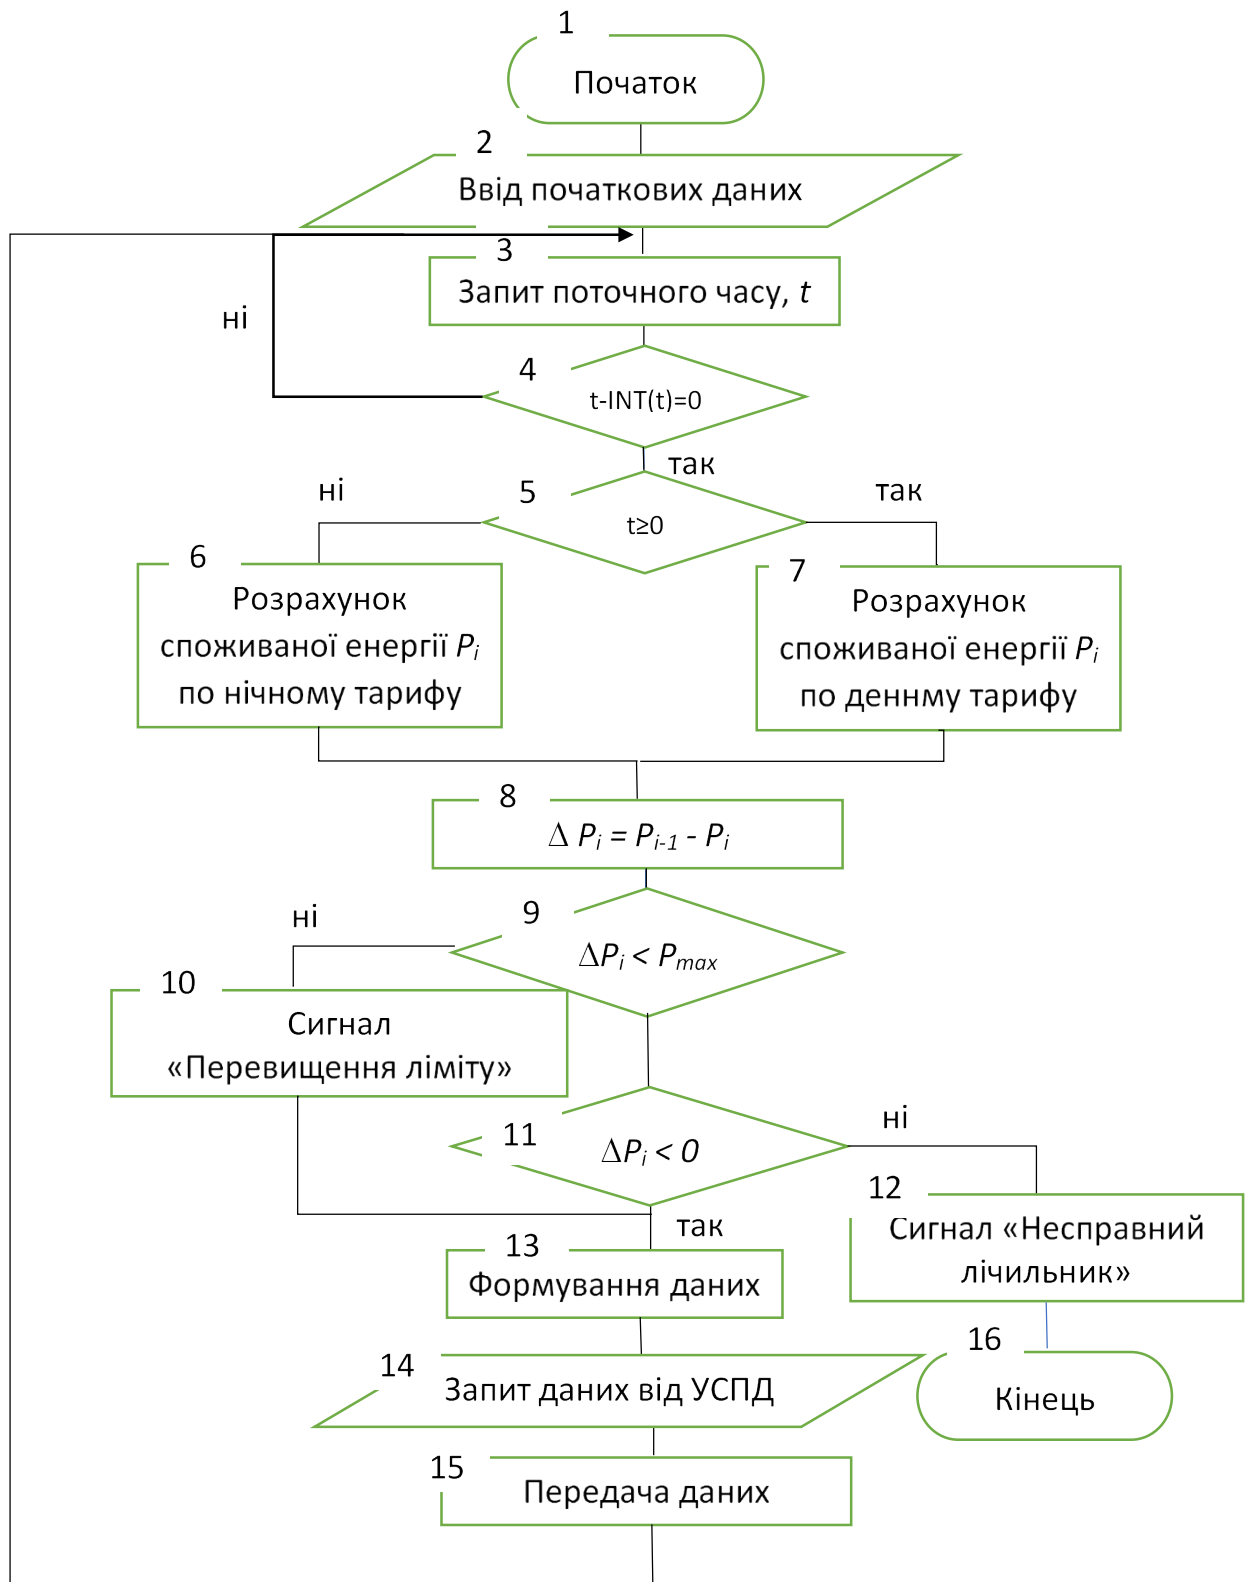 1
Початок
2
Ввід початкових даних
3
Запит поточного часу, t
ні
4
t-INT(t)=0
так
ні
5
так
t≥0
6
Розрахунок
споживаної енергії Pi
по нічному тарифу
7
Розрахунок
споживаної енергії Pi
по деннму тарифу
8
Δ Pi = Pi-1 - Pi
ні
9
ΔPi < Pmax
10
Сигнал
«Перевищення ліміту»
11
ΔPi < 0
ні
12
Сигнал «Несправний
лічильник»
так
13
Формування даних
16
Кінець
14
Запит даних від УСПД
15
Передача даних